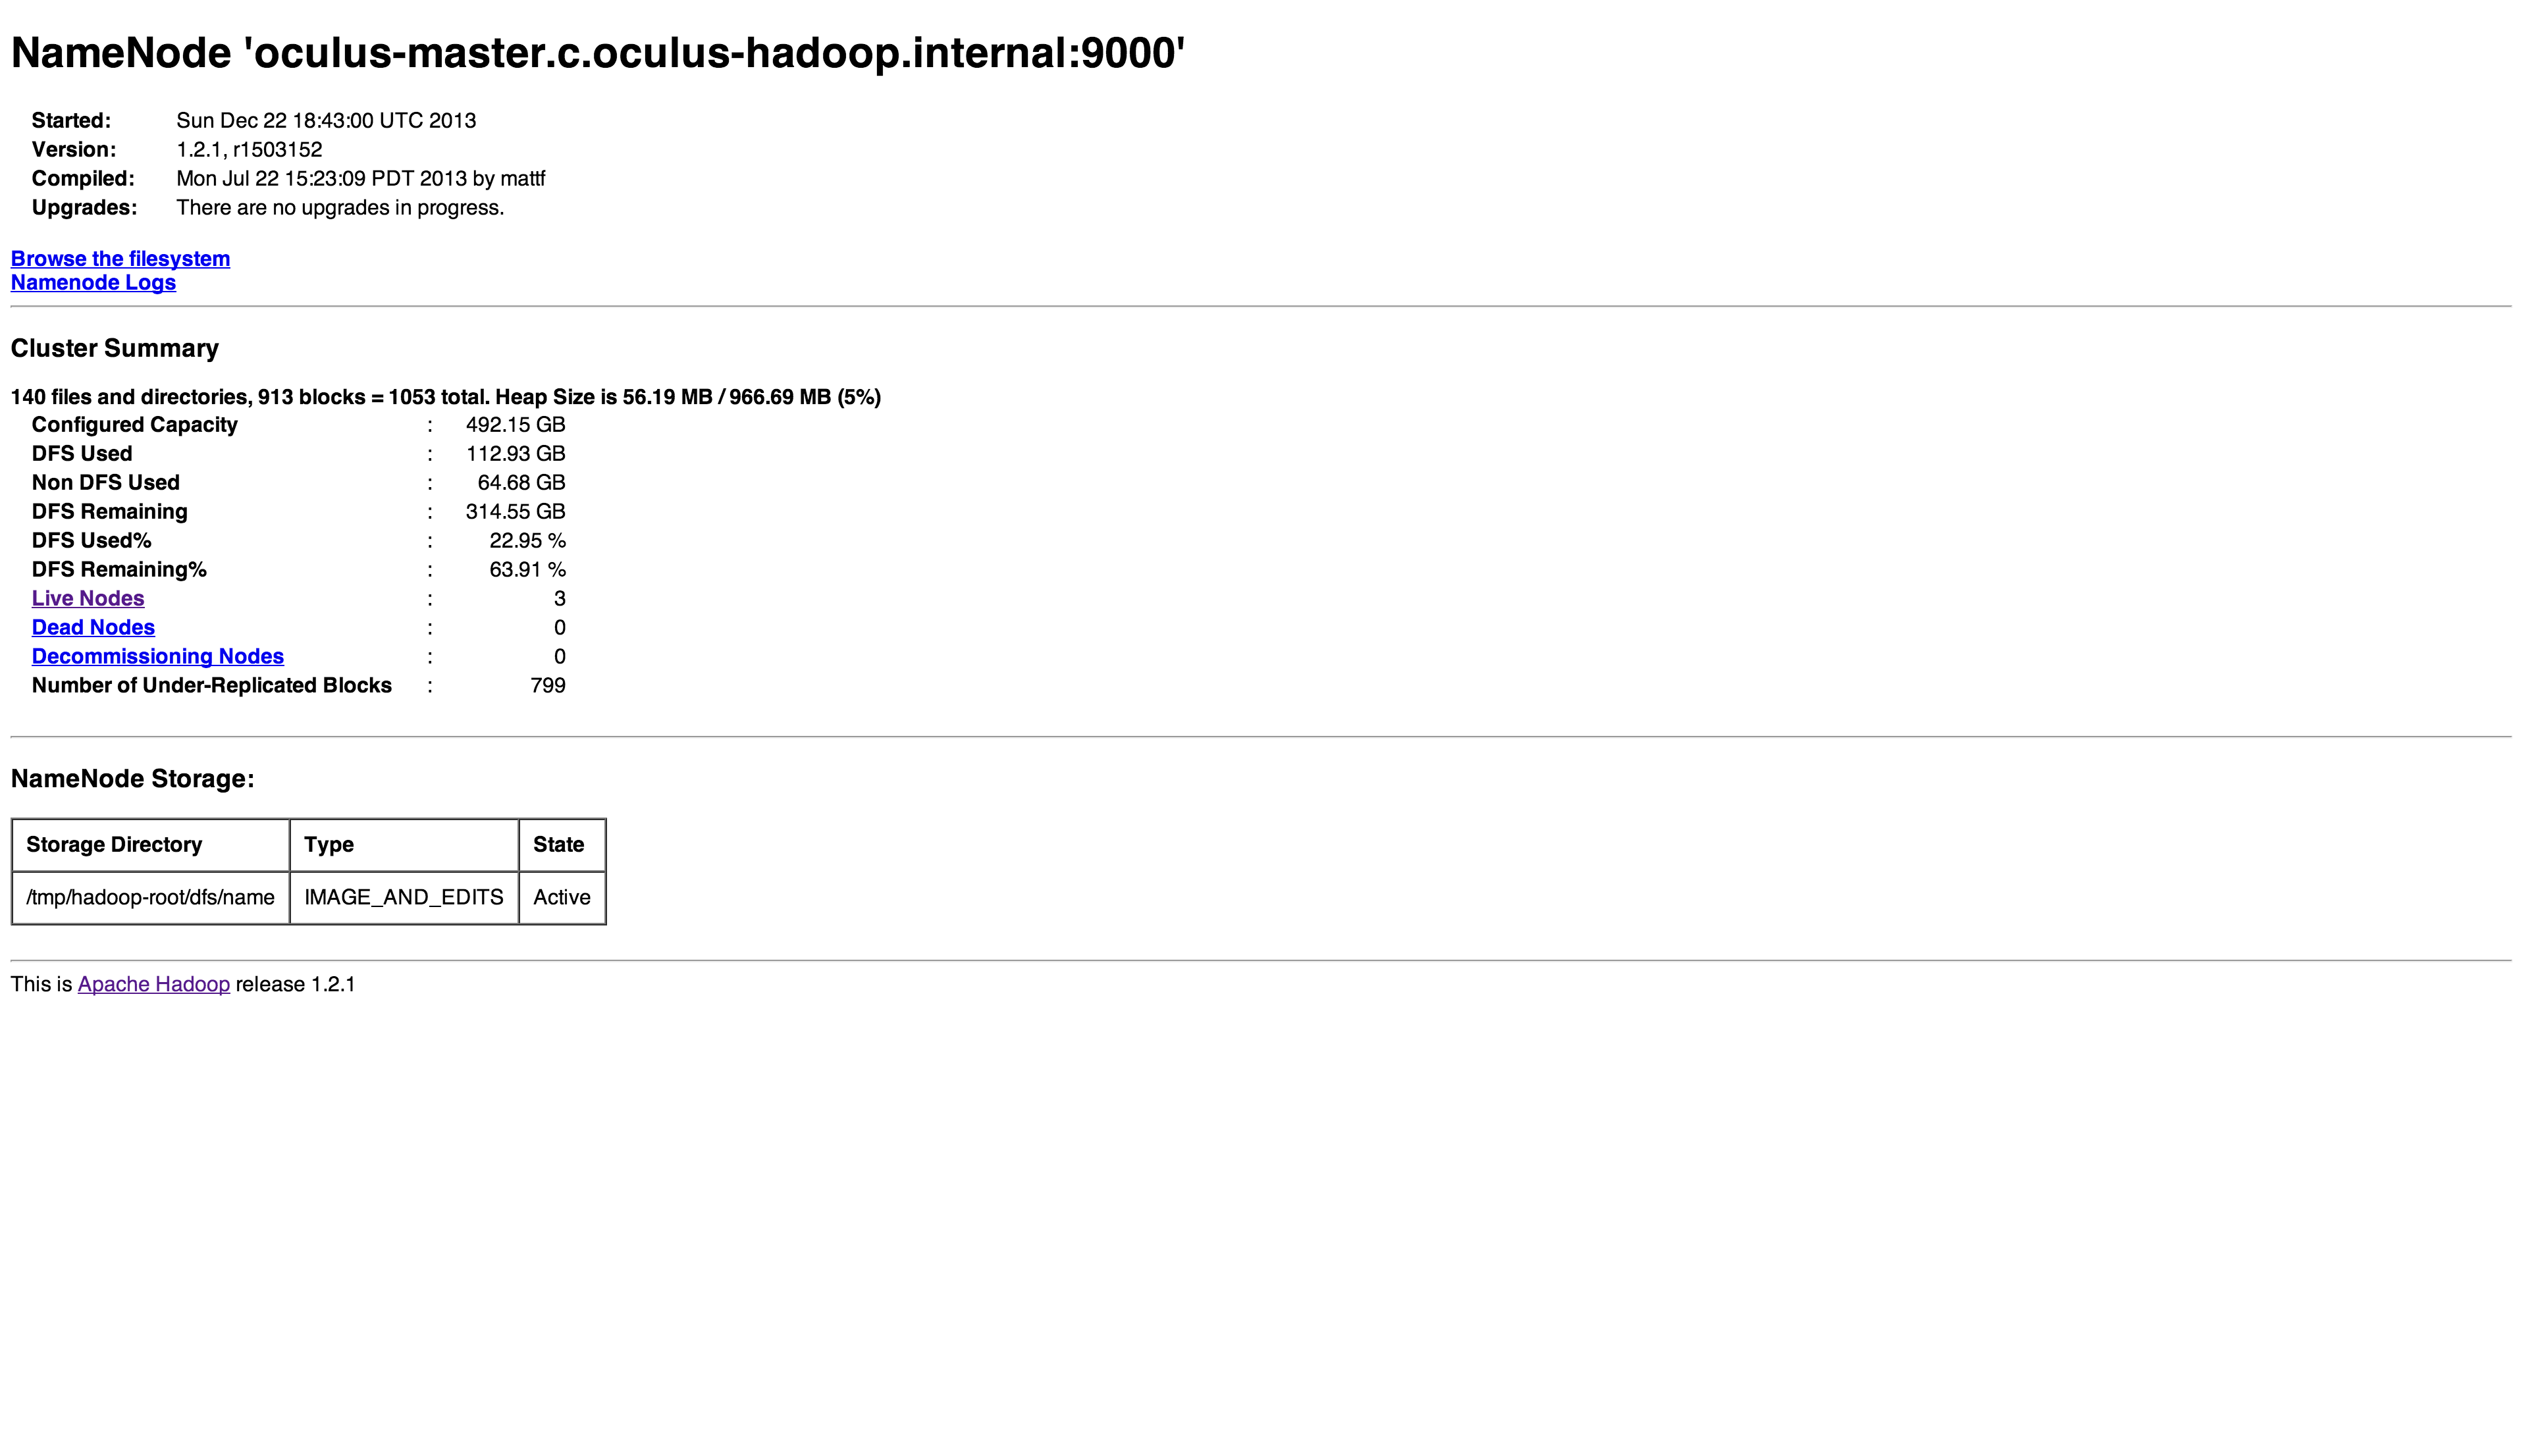 NameNode 'oculus-master.c.oculus-hadoop.internal:9000'
Started: Sun Dec 22 18:43:00 UTC 2013
Version: 1.2.1, r1503152
Compiled: Mon Jul 22 15:23:09 PDT 2013 by mattf
Upgrades: There are no upgrades in progress.
Browse the filesystem
Namenode Logs
Cluster Summary
140 files and directories, 913 blocks = 1053 total. Heap Size is 56.19 MB / 966.69 MB (5%)
Configured Capacity : 492.15 GB
DFS Used : 112.93 GB
Non DFS Used : 64.68 GB
DFS Remaining : 314.55 GB
DFS Used% : 22.95 %
DFS Remaining% : 63.91 %
Live Nodes : 3
Dead Nodes : 0
Decommissioning Nodes : 0
Number of Under-Replicated Blocks : 799
NameNode Storage:
Storage Directory Type State
/tmp/hadoop-root/dfs/name IMAGE_AND_EDITS Active
This is Apache Hadoop release 1.2.1